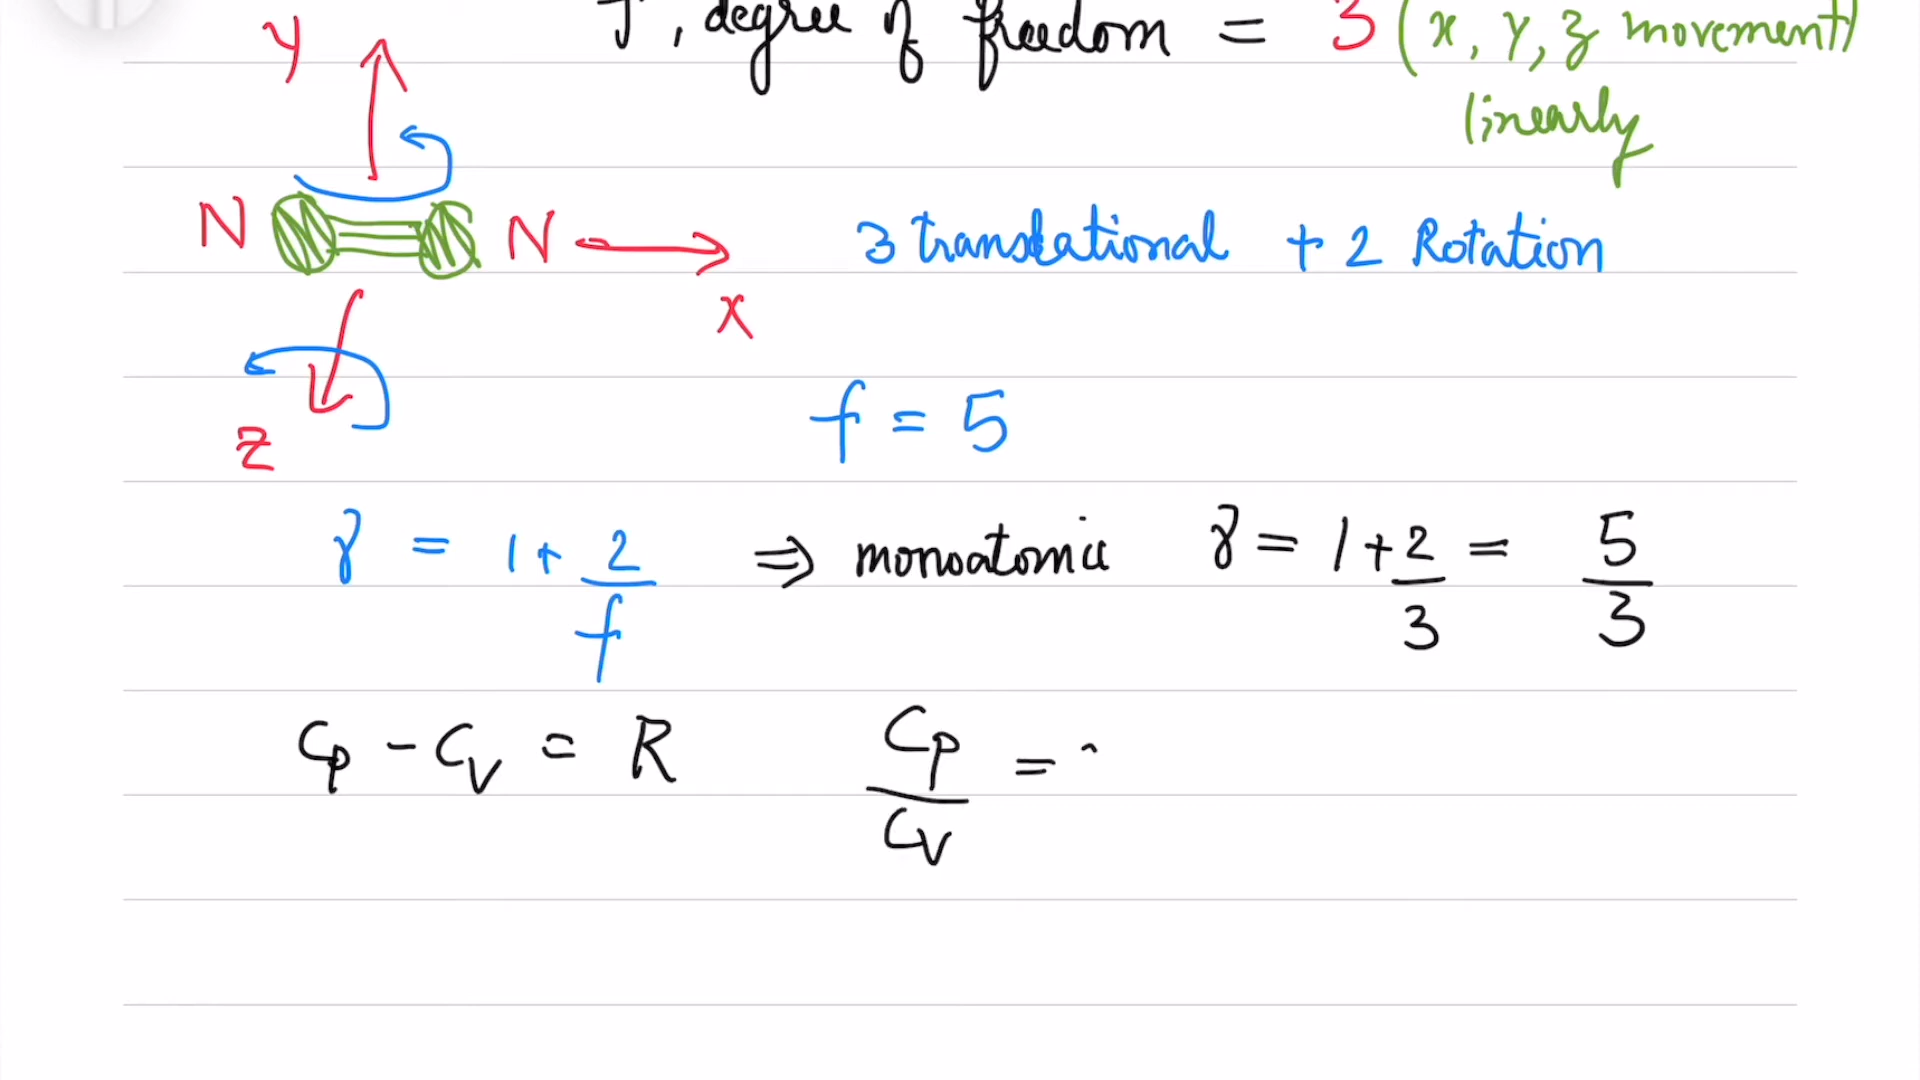 f, degree of freedom = 3 (x, y, z movement)
linearly
y
N N x
3 translational + 2 Rotation
z
f = 5
γ = 1 + 2/f ⇒ monoatomic γ = 1 + 2/3 = 5/3
Cp - Cv = R Cp/Cv =